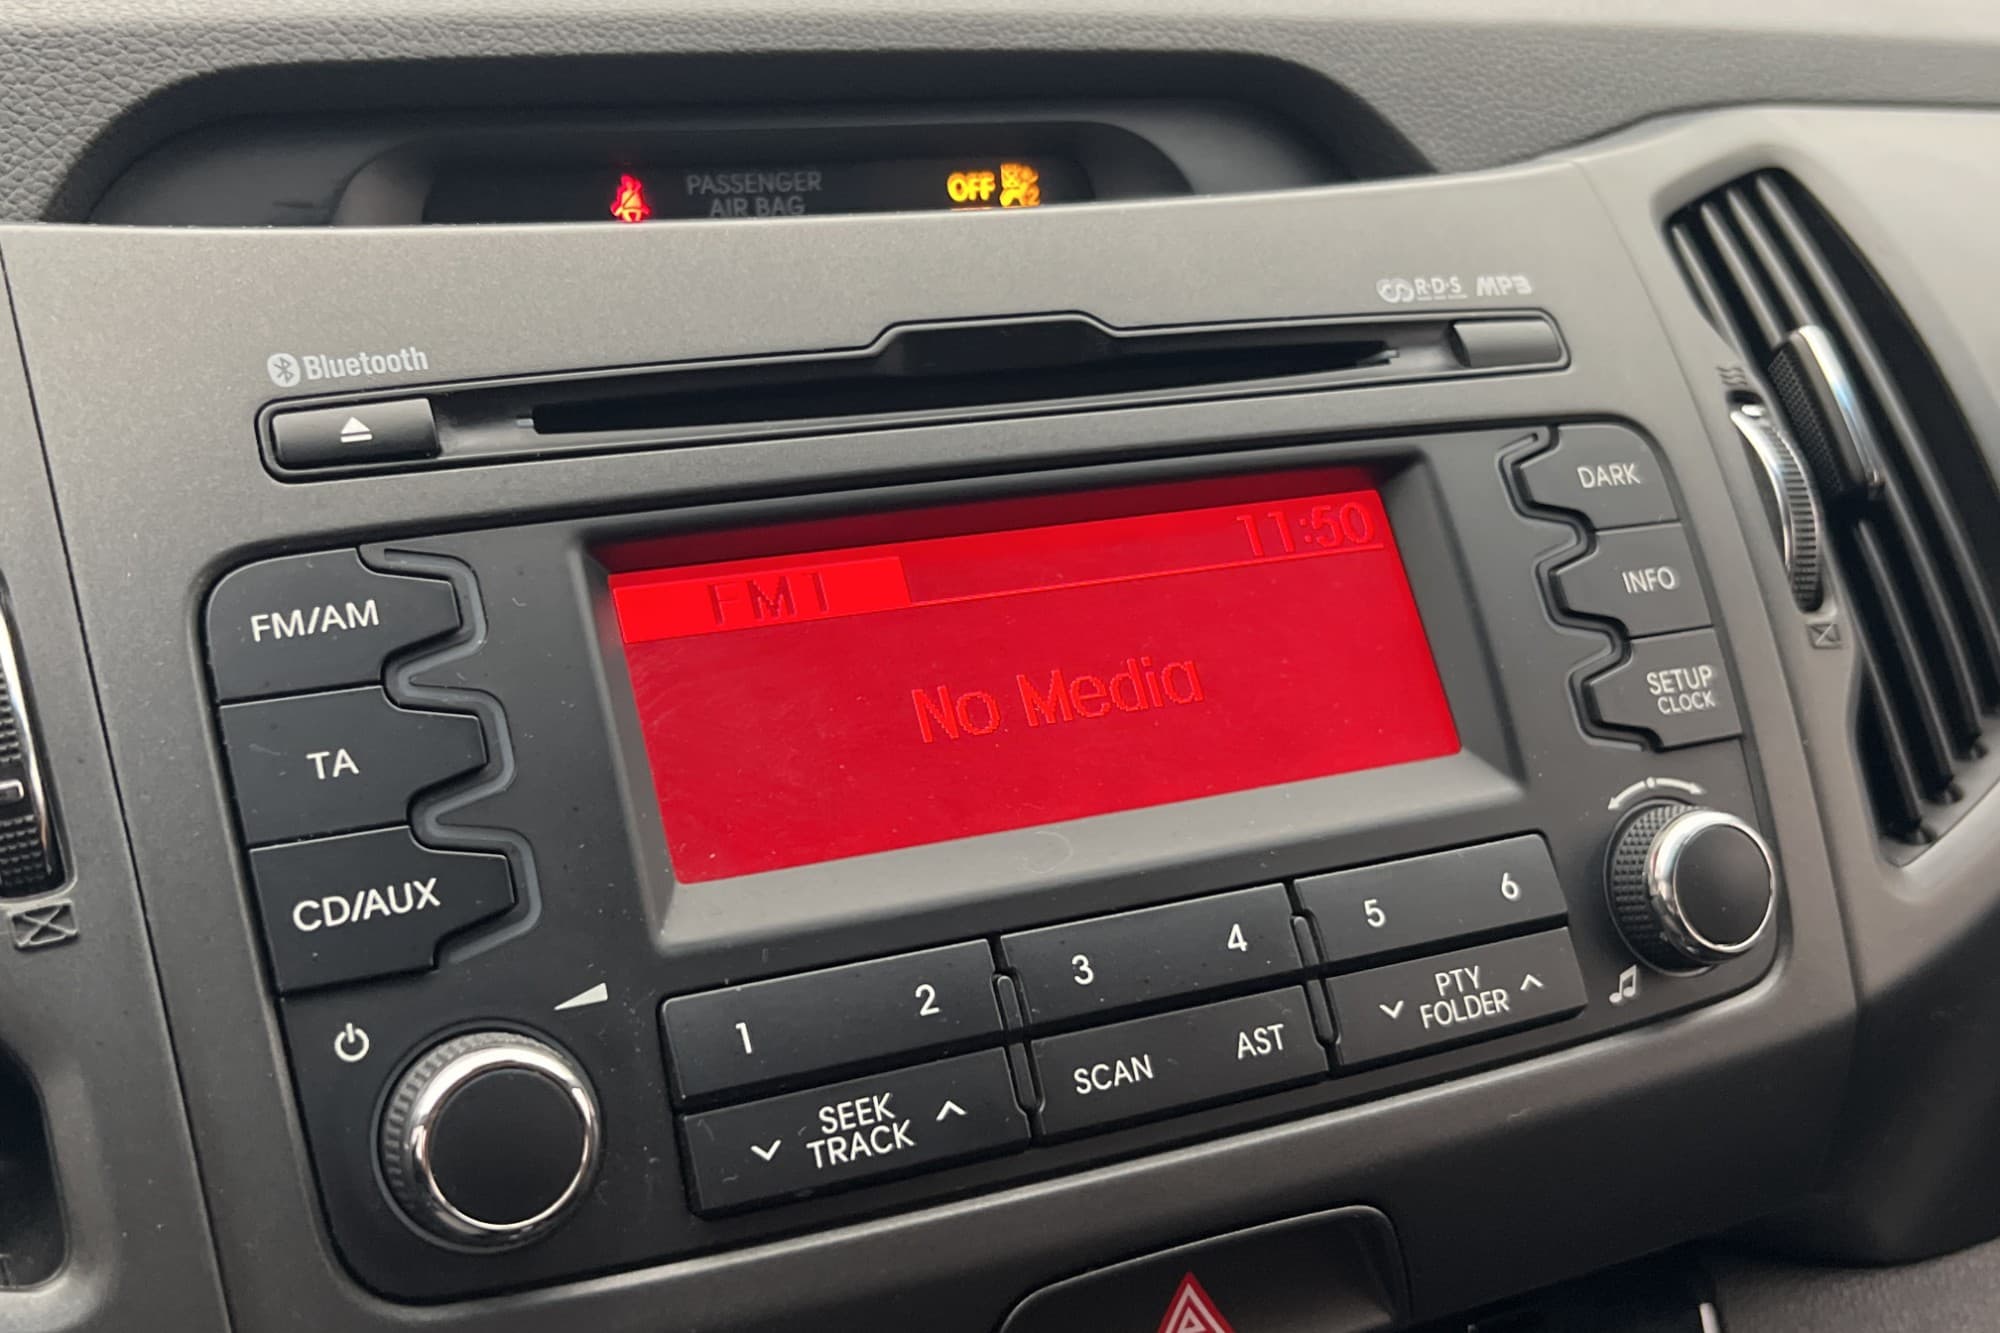 PASSENGER
AIR BAG
OFF
2
Bluetooth
R·D·S MP3
11:50
FM1
No Media
FM/AM
TA
CD/AUX
DARK
INFO
SETUP
CLOCK
1 2 3 4 5 6
SEEK
TRACK
SCAN AST
PTY
FOLDER